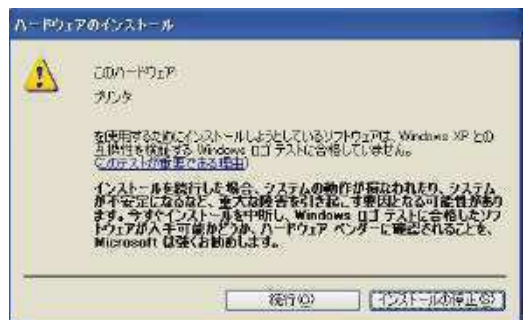 ハードウェアのインストール
このハードウェア
プリンタ
を使用するためにインストールしようとしているソフトウェアは、Windows XP との
互換性を検証する Windows ロゴ テストに合格していません。
(このテストが重要である理由)
インストールを続行した場合、システムの動作が損なわれたり、システム
が不安定になるなど、重大な障害を引き起こす要因となる可能性があり
ます。今すぐインストールを中断し、Windows ロゴ テストに合格したソフ
トウェアが入手可能かどうか、ハードウェア ベンダーに確認されることを、
Microsoft は強くお勧めします。
続行(C)
インストールの停止(S)